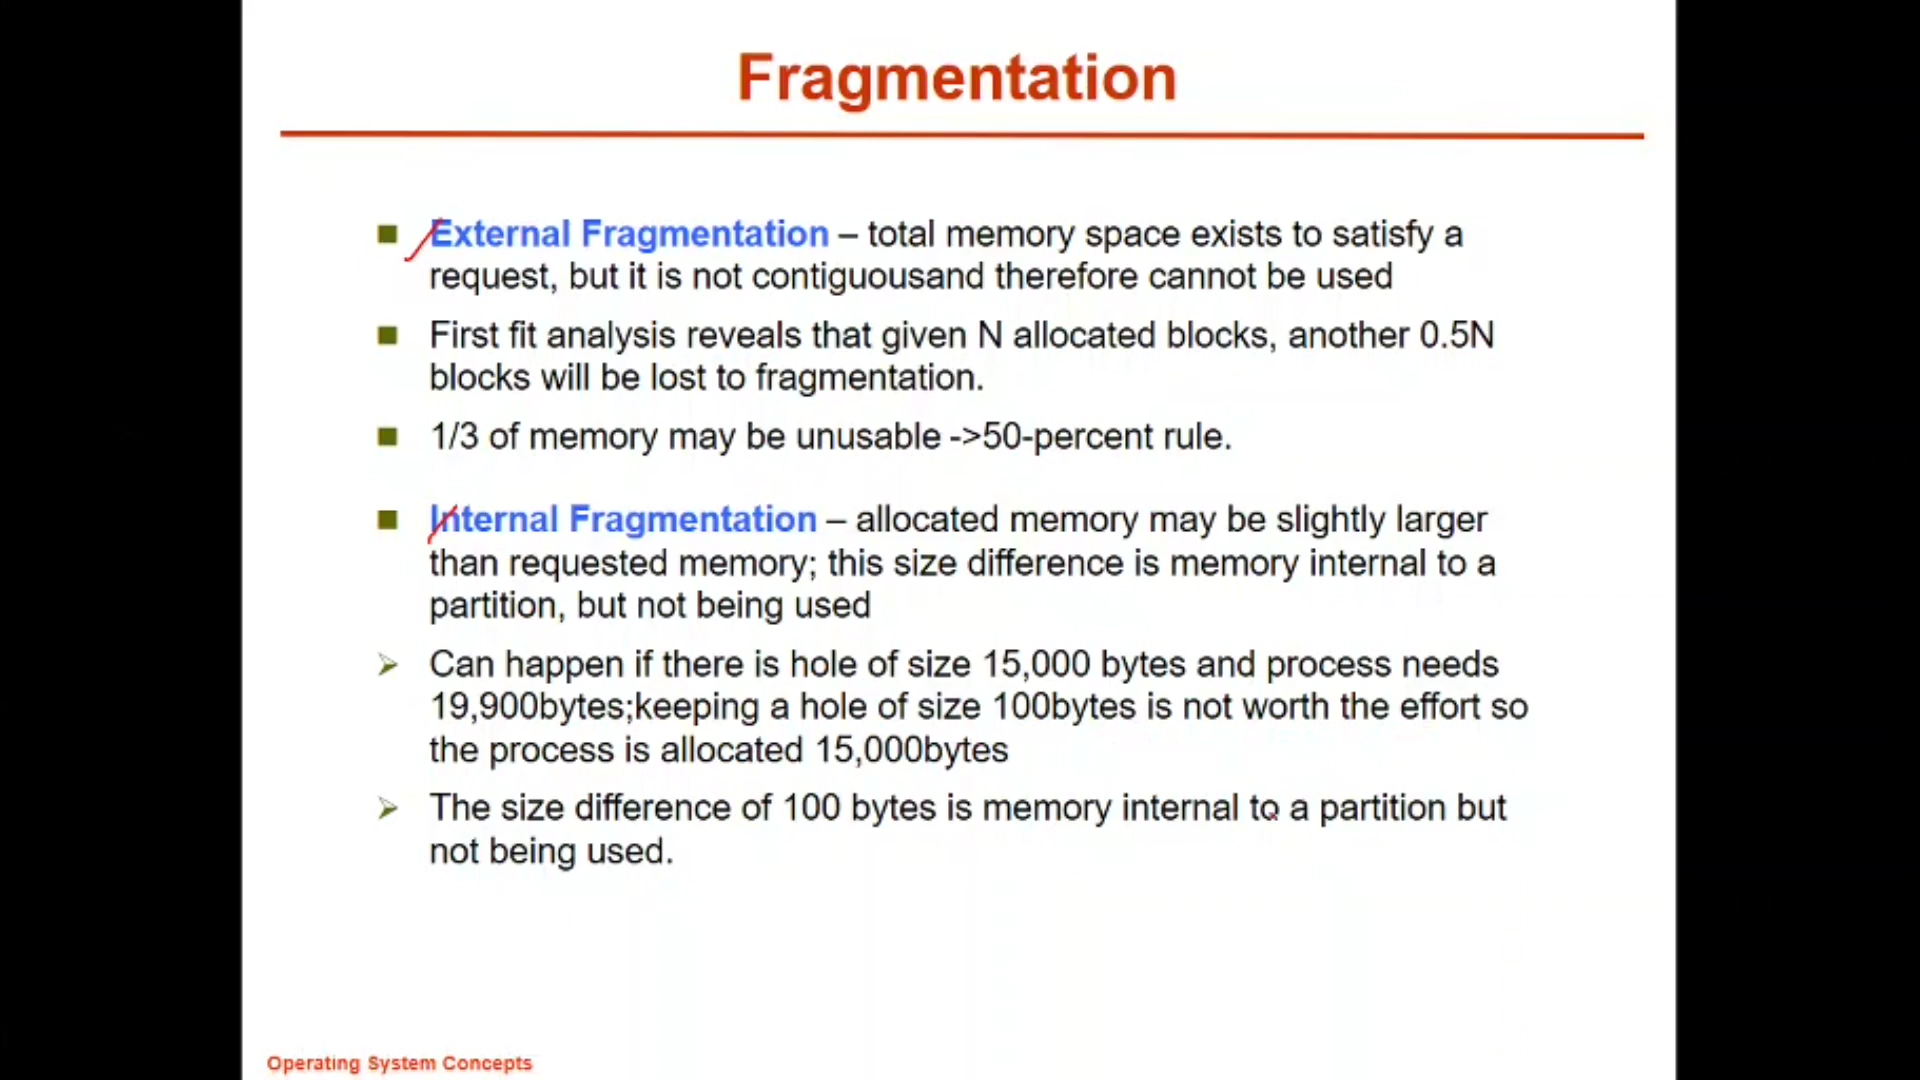 Fragmentation
External Fragmentation – total memory space exists to satisfy a
request, but it is not contiguousand therefore cannot be used
First fit analysis reveals that given N allocated blocks, another 0.5N
blocks will be lost to fragmentation.
1/3 of memory may be unusable ->50-percent rule.
Internal Fragmentation – allocated memory may be slightly larger
than requested memory; this size difference is memory internal to a
partition, but not being used
Can happen if there is hole of size 15,000 bytes and process needs
19,900bytes;keeping a hole of size 100bytes is not worth the effort so
the process is allocated 15,000bytes
The size difference of 100 bytes is memory internal to a partition but
not being used.
Operating System Concepts